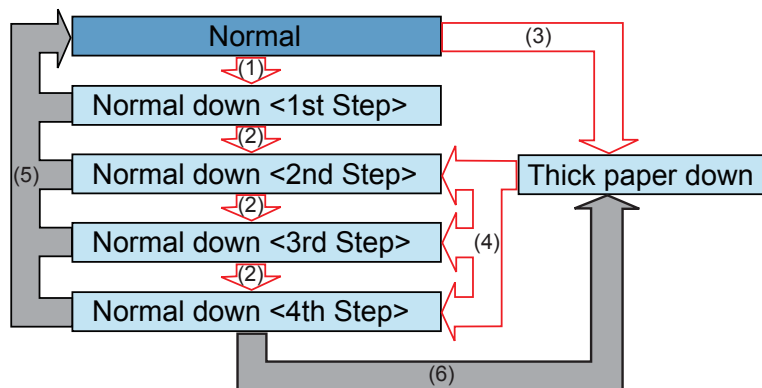 Normal
(3)
(1)
Normal down <1st Step>
(2)
Normal down <2nd Step>
Thick paper down
(5)
(2)
Normal down <3rd Step>
(4)
(2)
Normal down <4th Step>
(6)